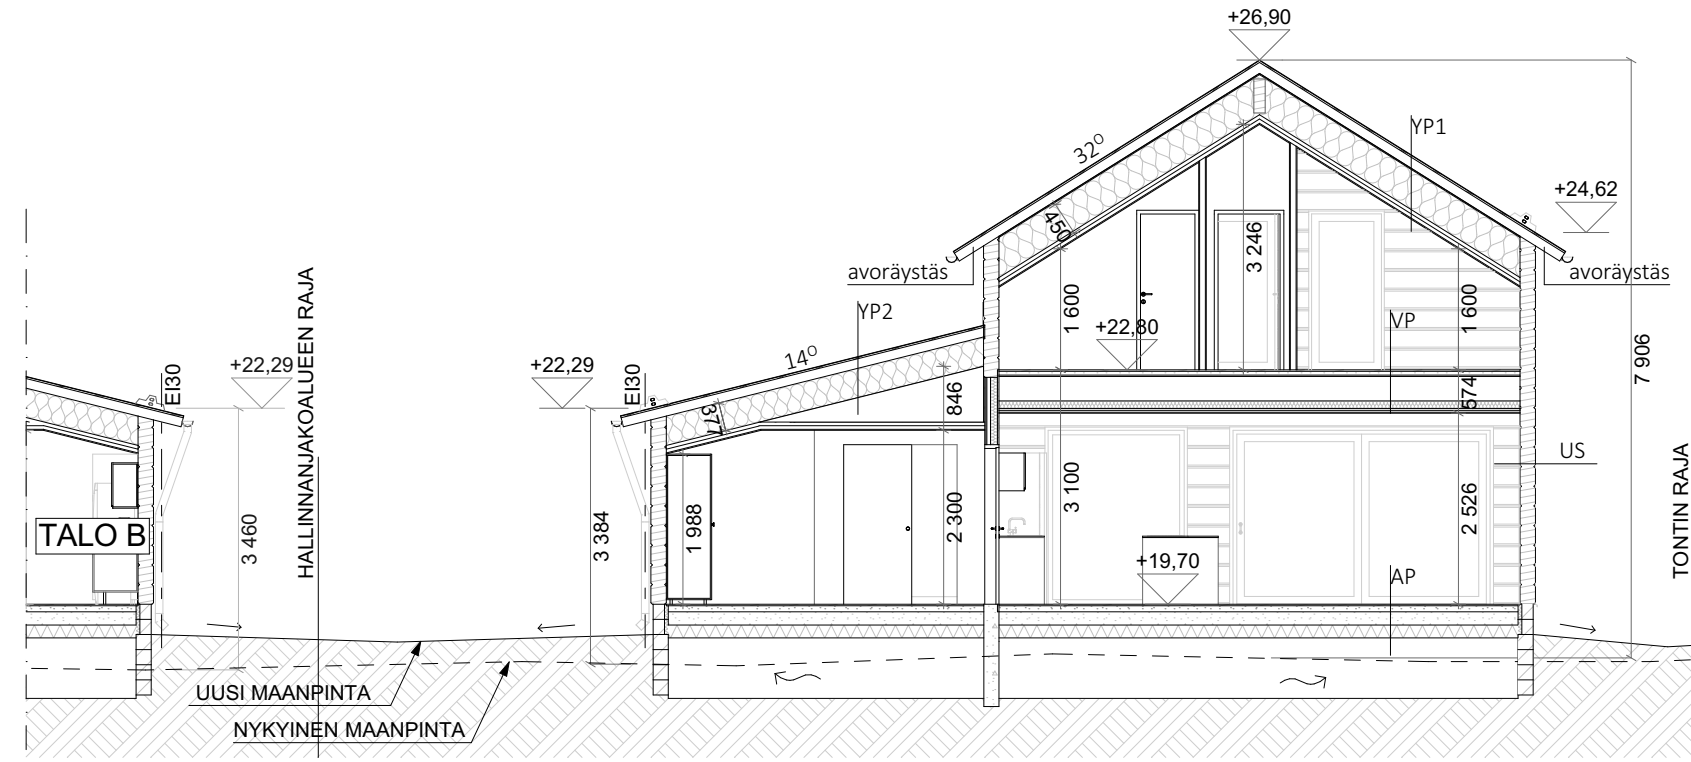 +26,90
YP1
32°
+24,62
450
3 246
avoräystäs
avoräystäs
1 600
1 600
YP2
VP
+22,80
HALLINNANJAKOALUEEN RAJA
7 906
14°
+22,29
+22,29
EI30
EI30
574
846
377
US
TONTIN RAJA
3 100
2 526
1 988
2 300
3 384
3 460
TALO B
+19,70
AP
UUSI MAANPINTA
NYKYINEN MAANPINTA